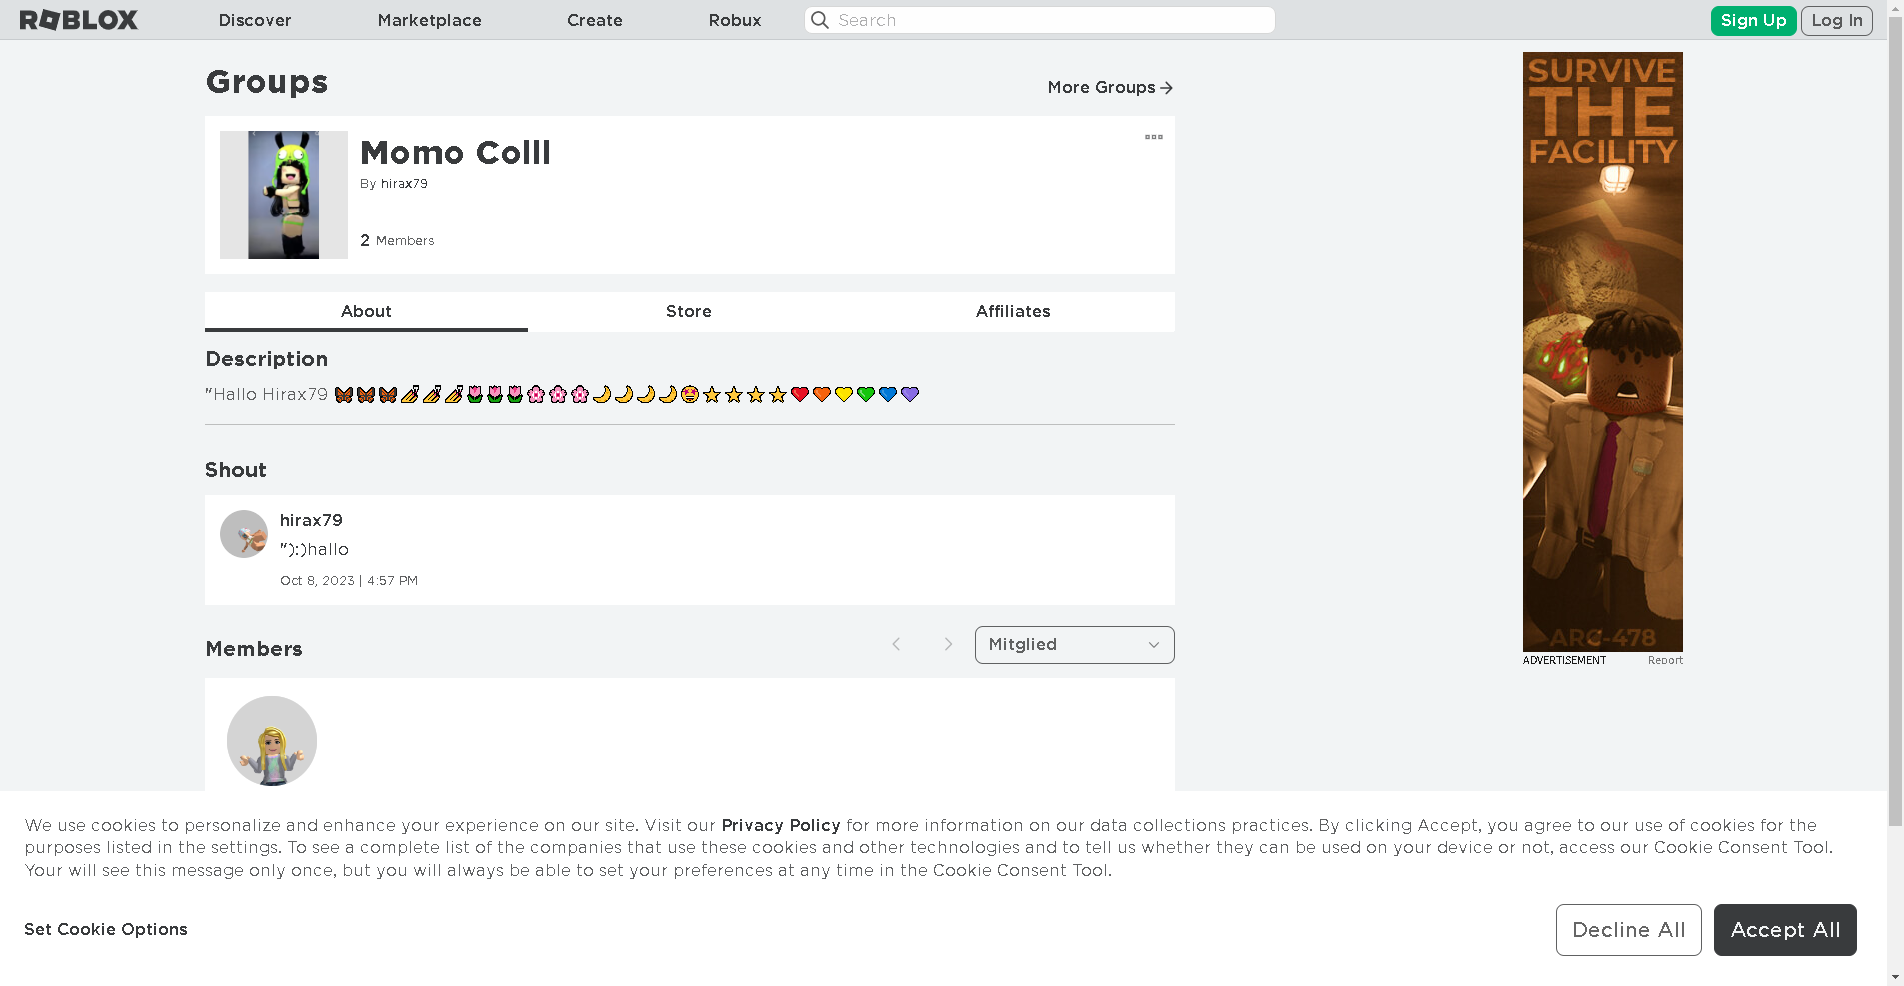 ROBLOX Discover Marketplace Create Robux Search Sign Up Log In
Groups
More Groups
Momo Colll
By hirax79
2 Members
About Store Affiliates
Description
"Hallo Hirax79 🦋🦋🦋💅💅💅🌷🌷🌷🌸🌸🌸🌙🌙🌙🌙🤩⭐⭐⭐⭐❤️🧡💛💚💙💜
Shout
hirax79
"):)hallo
Oct 8, 2023 | 4:57 PM
Members
Mitglied
SURVIVE
THE
FACILITY
ARC-478
ADVERTISEMENT Report
We use cookies to personalize and enhance your experience on our site. Visit our Privacy Policy for more information on our data collections practices. By clicking Accept, you agree to our use of cookies for the
purposes listed in the settings. To see a complete list of the companies that use these cookies and other technologies and to tell us whether they can be used on your device or not, access our Cookie Consent Tool.
Your will see this message only once, but you will always be able to set your preferences at any time in the Cookie Consent Tool.
Set Cookie Options
Decline All Accept All